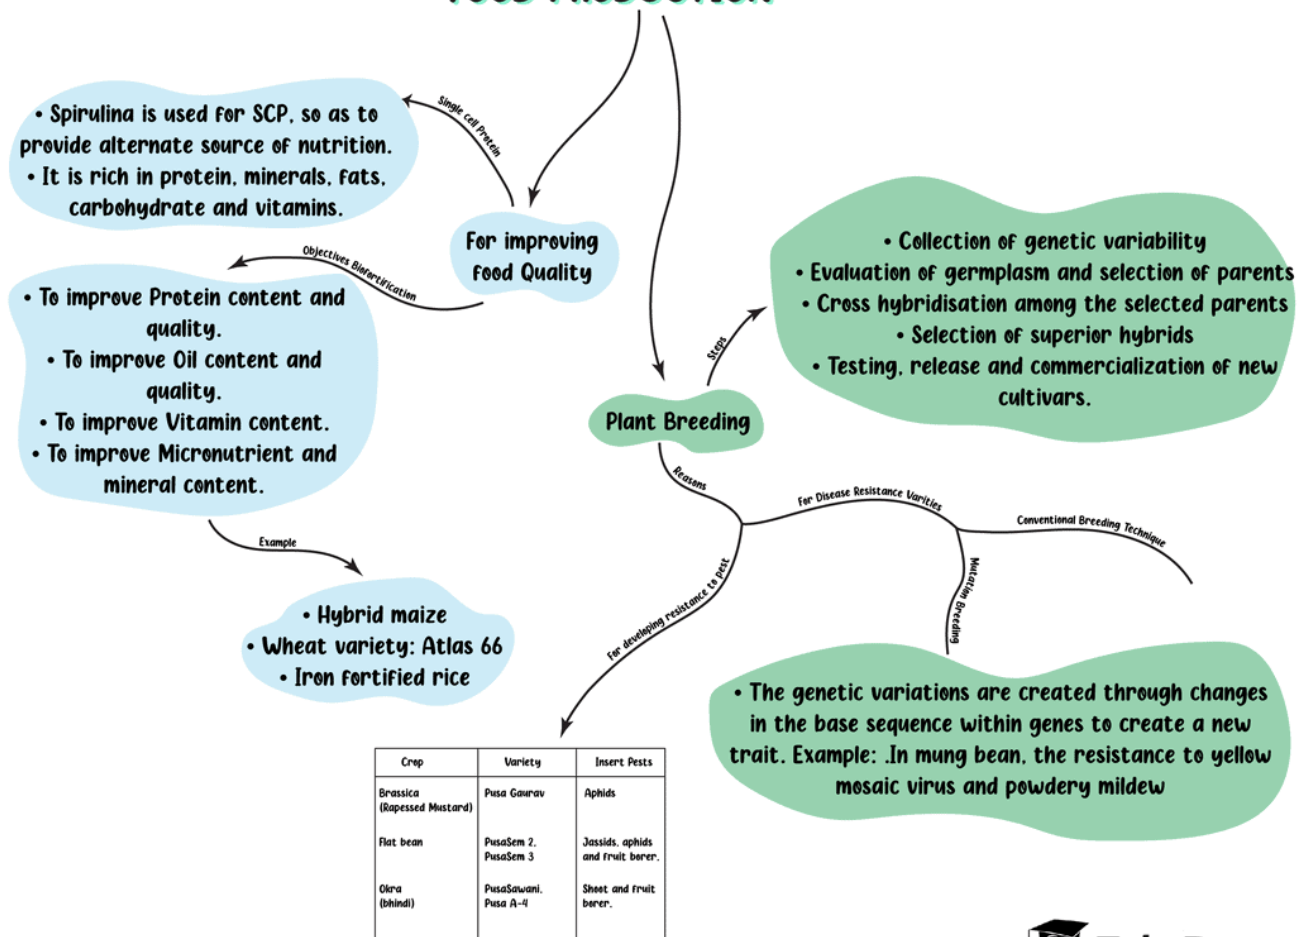 FOOD PRODUCTION
Single cell Protein
• Spirulina is used for SCP, so as to
provide alternate source of nutrition.
• It is rich in protein, minerals, fats,
carbohydrate and vitamins.
For improving
food Quality
Objectives Biofortification
• To improve Protein content and
quality.
• To improve Oil content and
quality.
• To improve Vitamin content.
• To improve Micronutrient and
mineral content.
Example
• Hybrid maize
• Wheat variety: Atlas 66
• Iron fortified rice
Plant Breeding
Steps
• Collection of genetic variability
• Evaluation of germplasm and selection of parents
• Cross hybridisation among the selected parents
• Selection of superior hybrids
• Testing, release and commercialization of new
cultivars.
Reasons
For Disease Resistance Varities
Conventional Breeding Technique
Mutation Breeding
• The genetic variations are created through changes
in the base sequence within genes to create a new
trait. Example: .In mung bean, the resistance to yellow
mosaic virus and powdery mildew
For developing resistance to pest
Crop Variety Insert Pests
Brassica Pusa Gaurav Aphids
(Rapessed Mustard)
Flat bean PusaSem 2, Jassids, aphids
PusaSem 3 and fruit borer.
Okra PusaSawani, Shoot and fruit
(bhindi) Pusa A-4 borer.